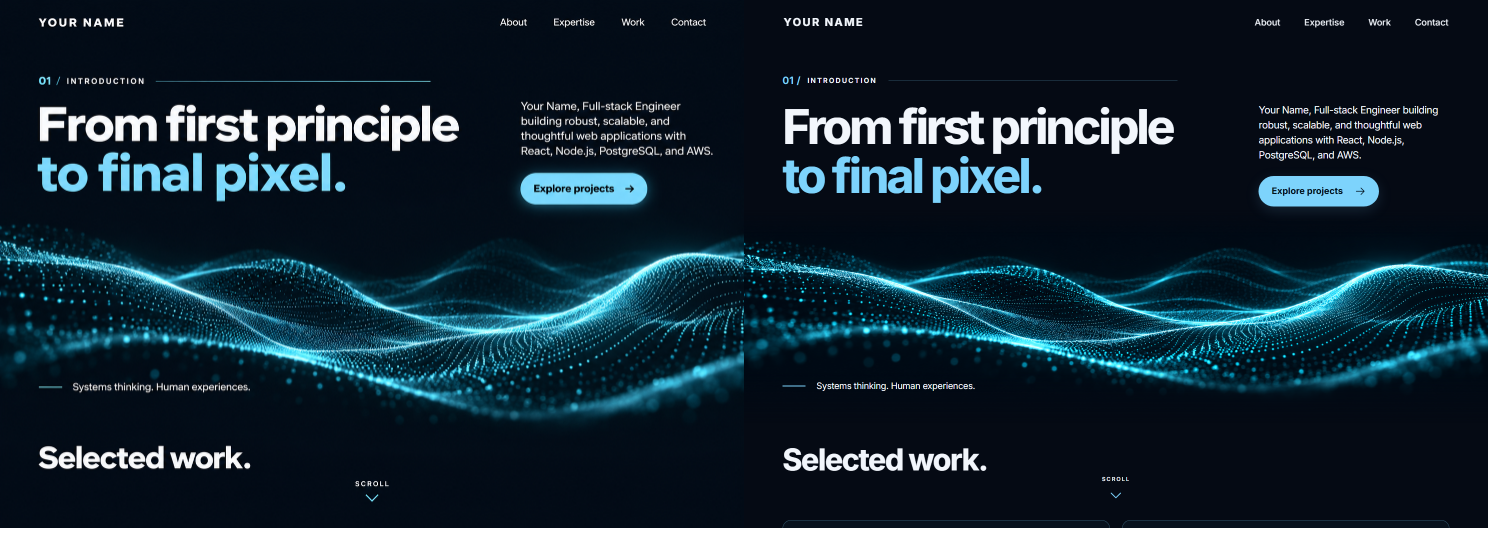 YOUR NAME
About Expertise Work Contact
01 / INTRODUCTION
From first principle
to final pixel.
Your Name, Full-stack Engineer
building robust, scalable, and
thoughtful web applications with
React, Node.js, PostgreSQL, and AWS.
Explore projects →
Systems thinking. Human experiences.
Selected work.
SCROLL
YOUR NAME
About Expertise Work Contact
01 / INTRODUCTION
From first principle
to final pixel.
Your Name, Full-stack Engineer building
robust, scalable, and thoughtful web
applications with React, Node.js,
PostgreSQL, and AWS.
Explore projects →
Systems thinking. Human experiences.
Selected work.
SCROLL